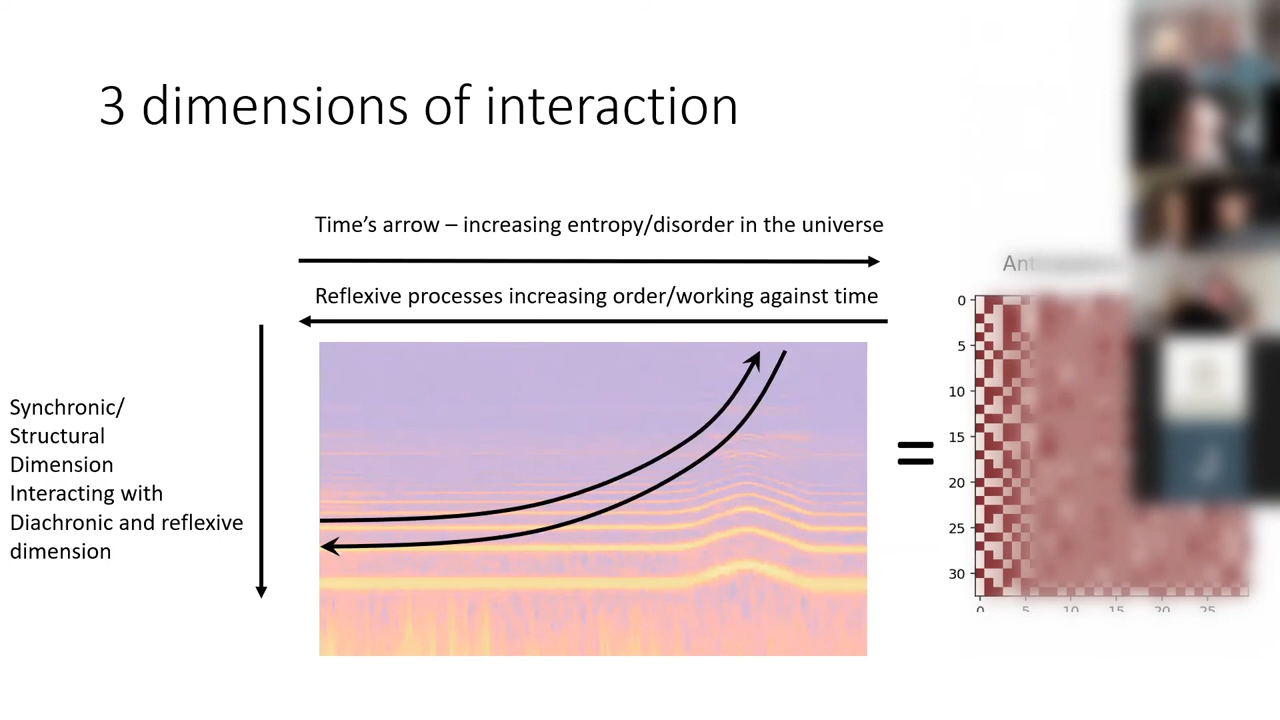 3 dimensions of interaction
Time’s arrow – increasing entropy/disorder in the universe
Reflexive processes increasing order/working against time
Synchronic/
Structural
Dimension
Interacting with
Diachronic and reflexive
dimension
=
0
5
10
15
20
25
30
0
5
10
15
20
25